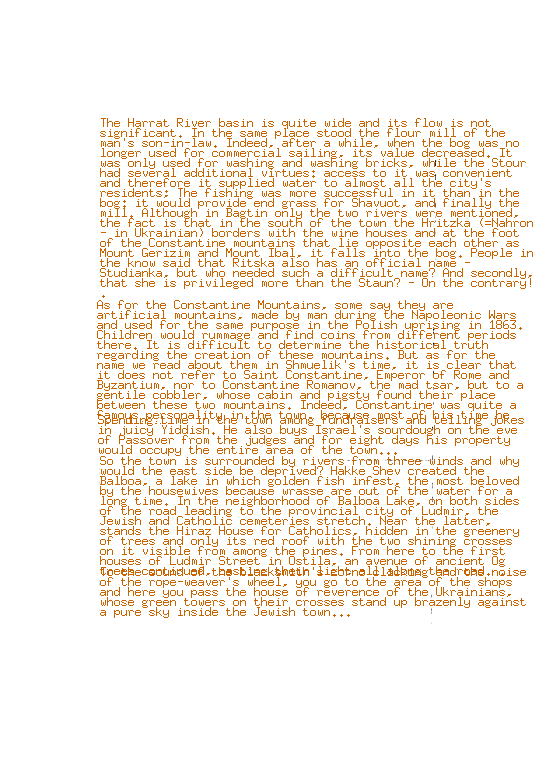 The Harrat River basin is quite wide and its flow is not
significant. In the same place stood the flour mill of the
man's son-in-law. Indeed, after a while, when the bog was no
longer used for commercial sailing, its value decreased. It
was only used for washing and washing bricks, while the Stour
had several additional virtues: access to it was convenient
and therefore it supplied water to almost all the city's
residents; The fishing was more successful in it than in the
bog; it would provide end grass for Shavuot, and finally the
mill. Although in Bagtin only the two rivers were mentioned,
the fact is that in the south of the town the Hritzka (=Nahron
- in Ukrainian) borders with the wine houses and at the foot
of the Constantine mountains that lie opposite each other as
Mount Gerizim and Mount Ibal, it falls into the bog. People in
the know said that Ritska also has an official name -
Studianka, but who needed such a difficult name? And secondly,
that she is privileged more than the Staun? - On the contrary!
.
As for the Constantine Mountains, some say they are
artificial mountains, made by man during the Napoleonic Wars
and used for the same purpose in the Polish uprising in 1863.
Children would rummage and find coins from different periods
there. It is difficult to determine the historical truth
regarding the creation of these mountains. But as for the
name we read about them in Shmuelik's time, it is clear that
it does not refer to Saint Constantine, Emperor of Rome and
Byzantium, nor to Constantine Romanov, the mad tsar, but to a
gentile cobbler, whose cabin and pigsty found their place
between these two mountains. Indeed, Constantine was quite a
famous personality in the town, because most of his time he
Spending time in the town among fundraisers and telling jokes
in juicy Yiddish. He also buys Israel's sourdough on the eve
of Passover from the judges and for eight days his property
would occupy the entire area of the town...
So the town is surrounded by rivers from three winds and why
would the east side be deprived? Hakke Shev created the
Balboa, a lake in which golden fish infest, the most beloved
by the housewives because wrasse are out of the water for a
long time. In the neighborhood of Balboa Lake, on both sides
of the road leading to the provincial city of Ludmir, the
Jewish and Catholic cemeteries stretch. Near the latter,
stands the Hiraz House for Catholics, hidden in the greenery
of trees and only its red roof with the two shining crosses
on it visible from among the pines. From here to the first
houses of Ludmir Street in Ostila, an avenue of ancient Og
of the rope-weaver's wheel, you go to the area of the shops
and here you pass the house of reverence of the Ukrainians,
whose green towers on their crosses stand up brazenly against
a pure sky inside the Jewish town...